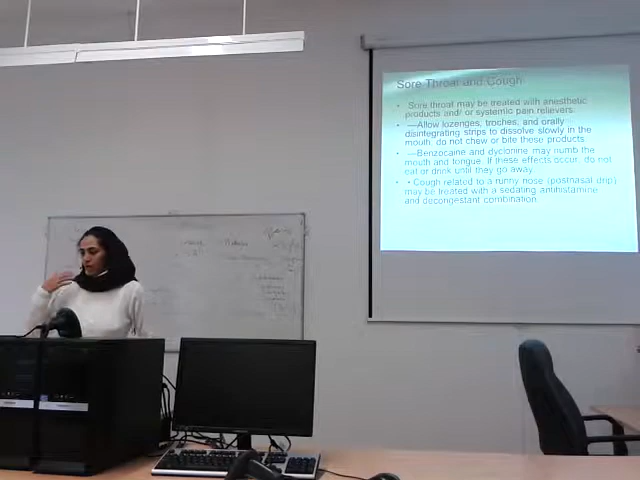 Sore Throat and Cough
• Sore throat may be treated with anesthetic
products and/ or systemic pain relievers.
• —Allow lozenges, troches, and orally
disintegrating strips to dissolve slowly in the
mouth, do not chew or bite these products.
• —Benzocaine and dyclonine may numb the
mouth and tongue. If these effects occur, do not
eat or drink until they go away.
• • Cough related to a runny nose (postnasal drip)
may be treated with a sedating antihistamine
and decongestant combination.